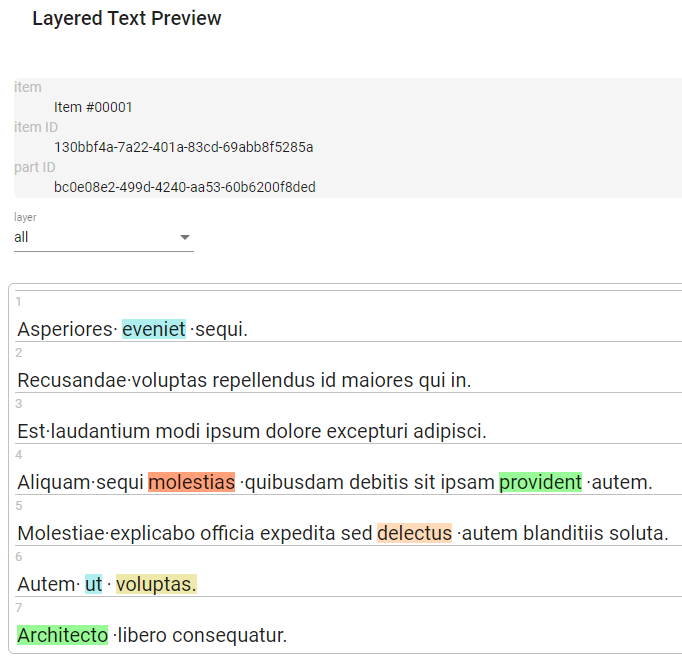 Layered Text Preview
item
Item #00001
item ID
130bbf4a-7a22-401a-83cd-69abb8f5285a
part ID
bc0e08e2-499d-4240-aa53-60b6200f8ded
layer
all
1
Asperiores· eveniet ·sequi.
2
Recusandae·voluptas repellendus id maiores qui in.
3
Est·laudantium modi ipsum dolore excepturi adipisci.
4
Aliquam·sequi molestias ·quibusdam debitis sit ipsam provident ·autem.
5
Molestiae·explicabo officia expedita sed delectus ·autem blanditiis soluta.
6
Autem· ut · voluptas.
7
Architecto ·libero consequatur.